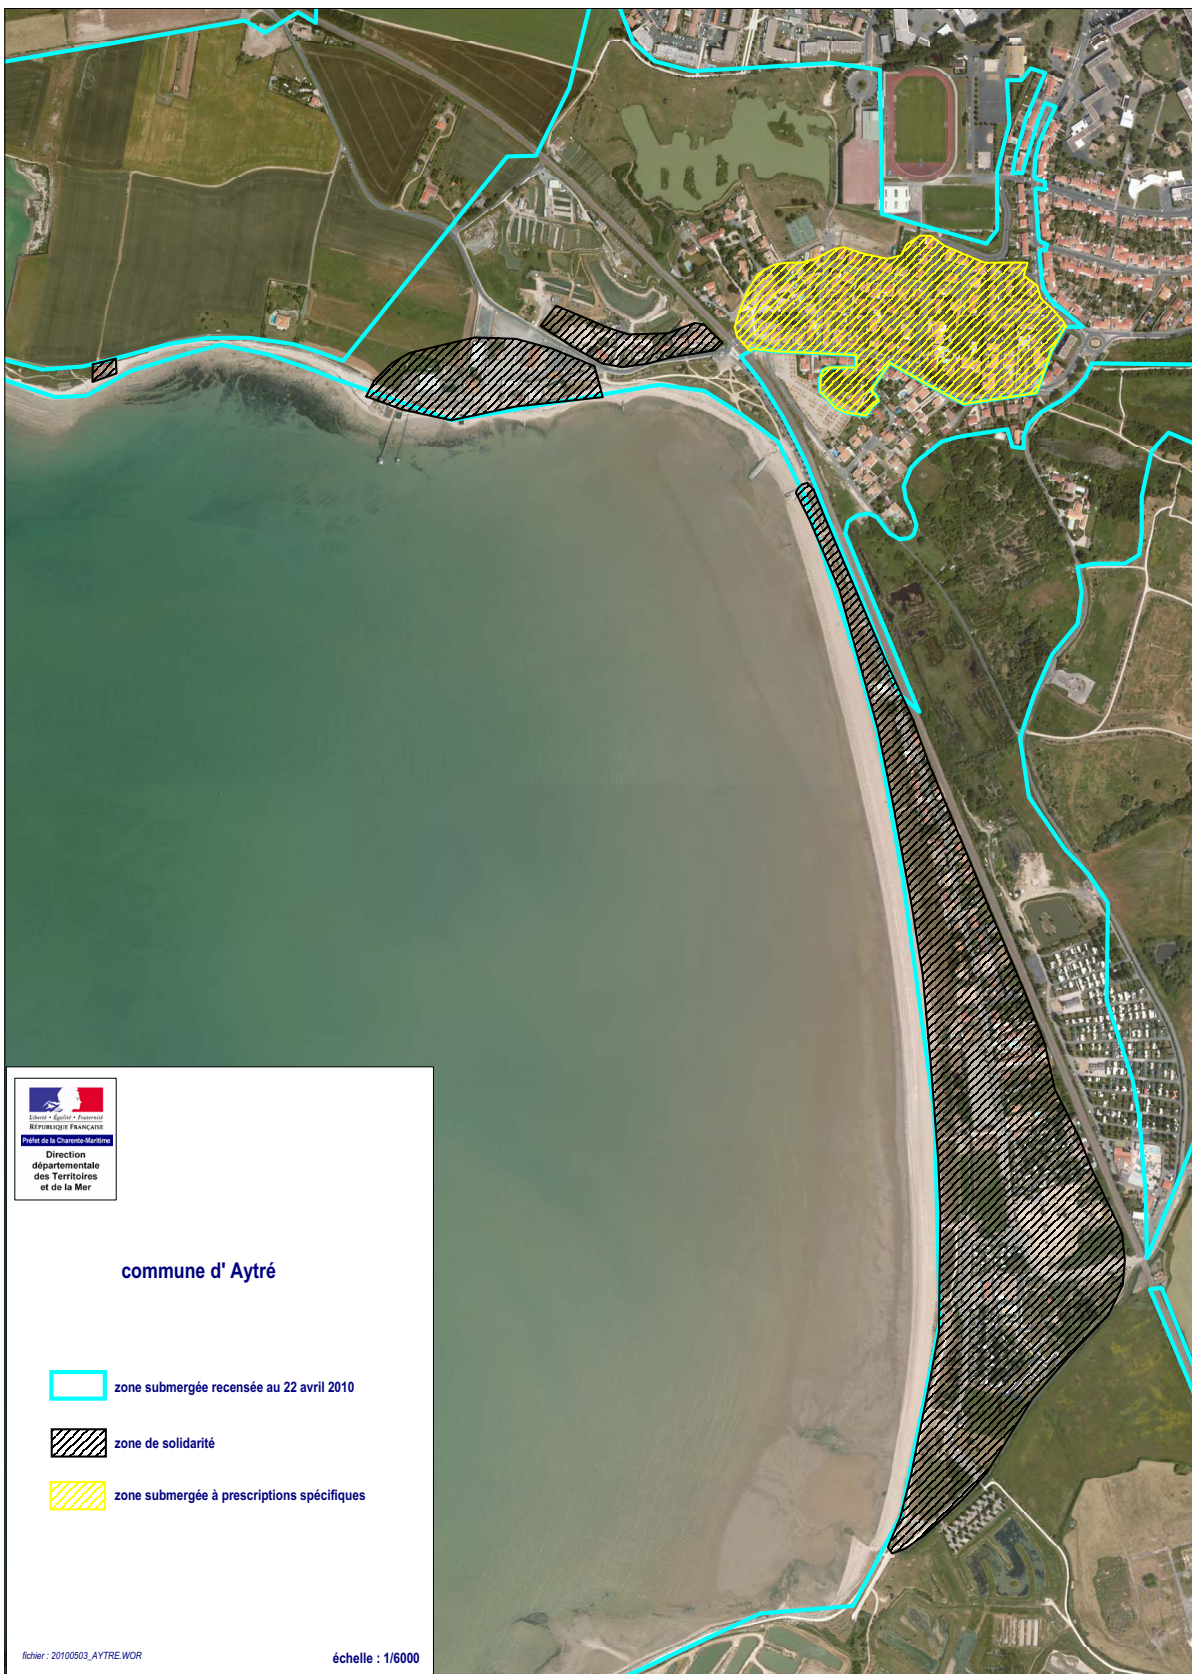 Liberté • Égalité • Fraternité
RÉPUBLIQUE FRANÇAISE
Préfet de la Charente-Maritime
Direction
départementale
des Territoires
et de la Mer
commune d' Aytré
zone submergée recensée au 22 avril 2010
zone de solidarité
zone submergée à prescriptions spécifiques
fichier : 20100503_AYTRE.WOR
échelle : 1/6000